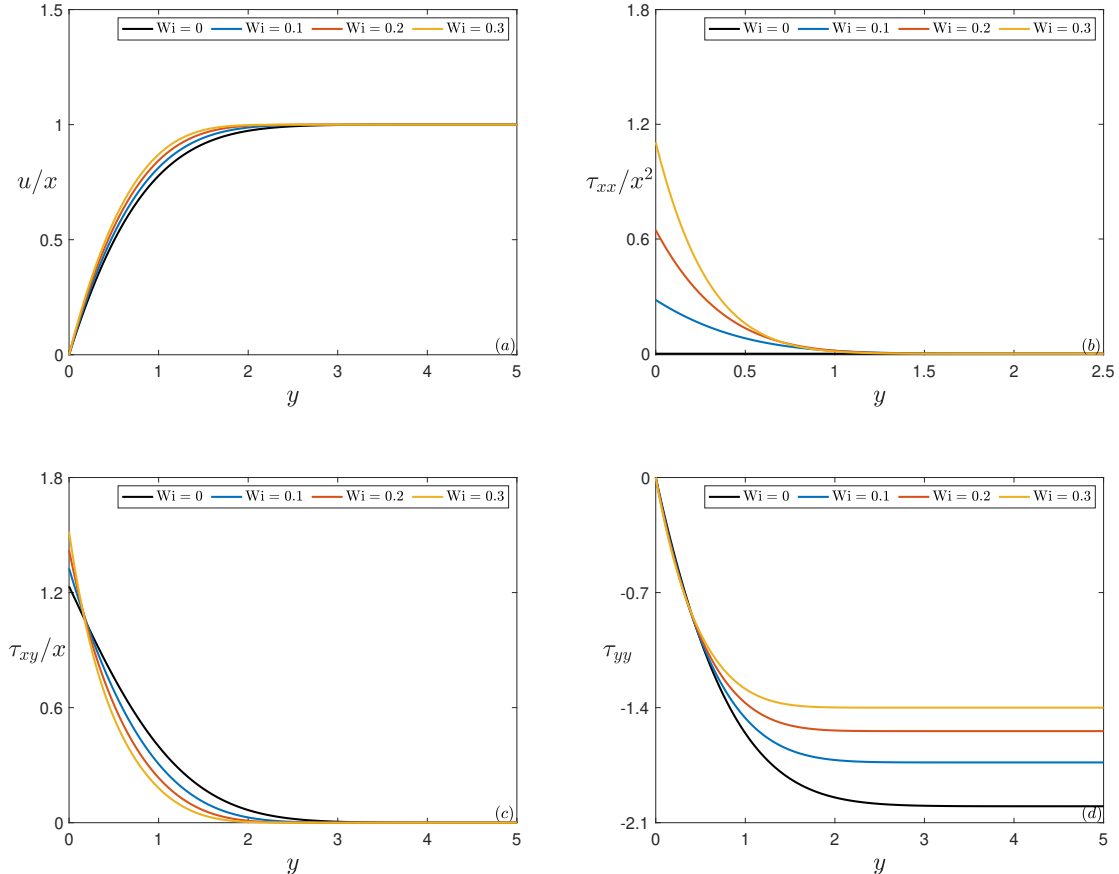 1.5
Wi = 0 Wi = 0.1 Wi = 0.2 Wi = 0.3
1
u/x
0.5
0
(a)
0 1 2 3 4 5
y
1.8
Wi = 0 Wi = 0.1 Wi = 0.2 Wi = 0.3
1.2
τxx/x²
0.6
0
(b)
0 0.5 1 1.5 2 2.5
y
1.8
Wi = 0 Wi = 0.1 Wi = 0.2 Wi = 0.3
1.2
τxy/x
0.6
0
(c)
0 1 2 3 4 5
y
0
Wi = 0 Wi = 0.1 Wi = 0.2 Wi = 0.3
-0.7
τyy
-1.4
-2.1
(d)
0 1 2 3 4 5
y